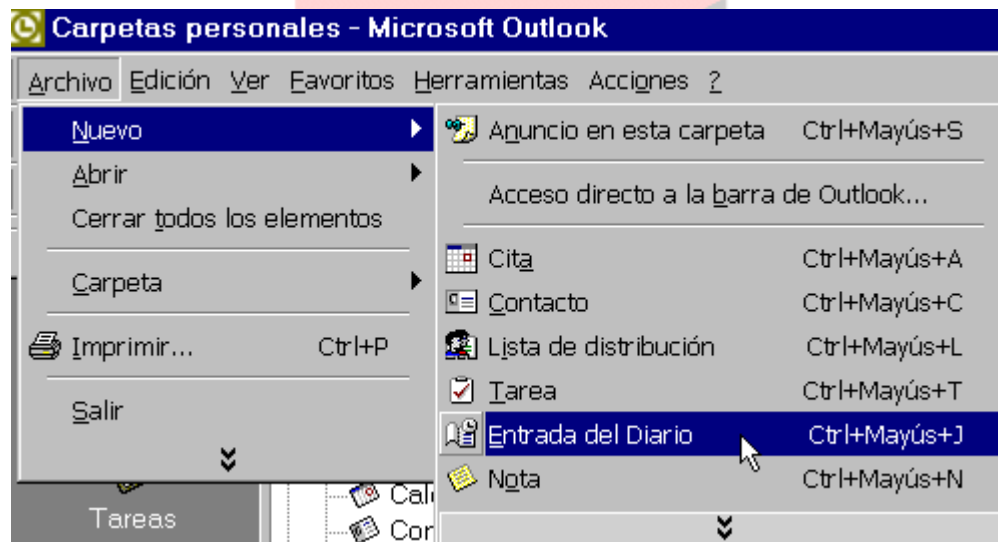 Carpetas personales - Microsoft Outlook
Archivo Edición Ver Favoritos Herramientas Acciones ?
Nuevo
Abrir
Cerrar todos los elementos
Carpeta
Imprimir... Ctrl+P
Salir
Anuncio en esta carpeta Ctrl+Mayús+S
Acceso directo a la barra de Outlook...
Cita Ctrl+Mayús+A
Contacto Ctrl+Mayús+C
Lista de distribución Ctrl+Mayús+L
Tarea Ctrl+Mayús+T
Entrada del Diario Ctrl+Mayús+J
Nota Ctrl+Mayús+N
Tareas